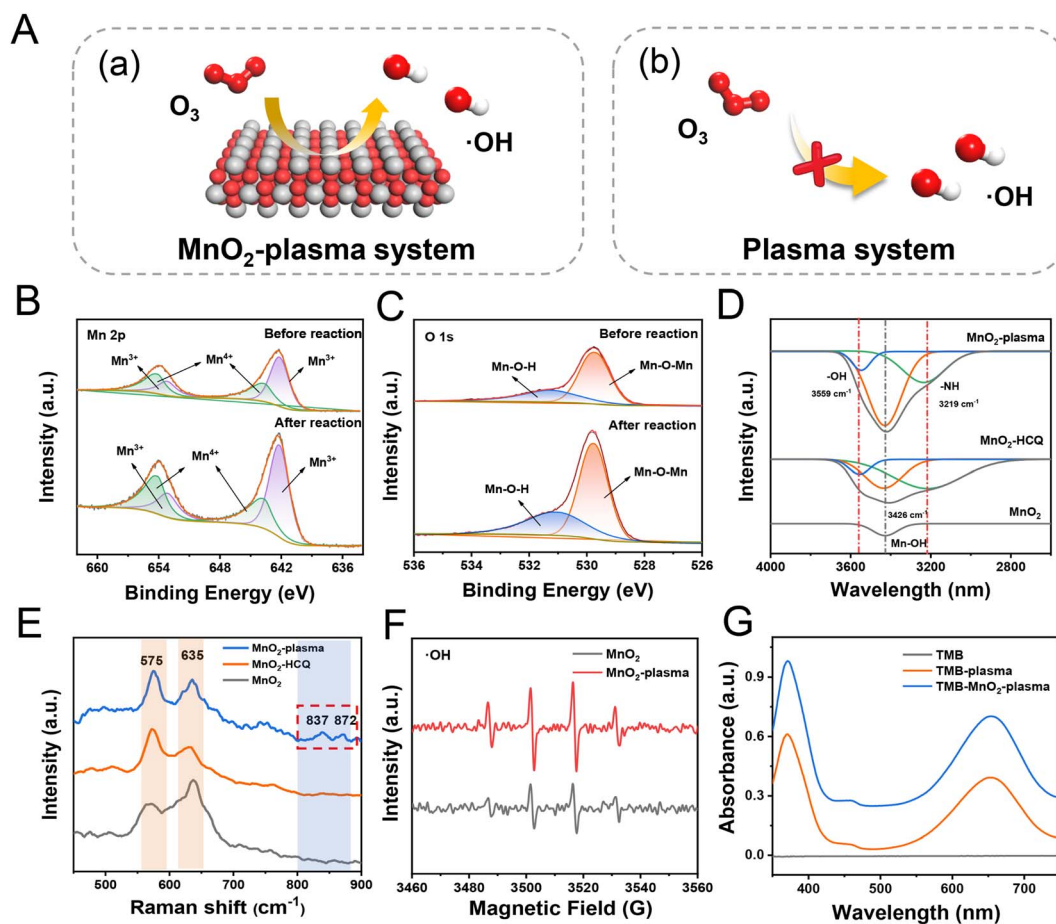 A
(a)
O₃
·OH
MnO₂-plasma system
(b)
O₃
·OH
Plasma system
B
Mn 2p
Before reaction
Mn³⁺
Mn⁴⁺
Mn³⁺
After reaction
Mn³⁺
Mn⁴⁺
Mn³⁺
Intensity (a.u.)
660 652 644 636
Binding Energy (eV)
C
O 1s
Before reaction
Mn-O-H
Mn-O-Mn
After reaction
Mn-O-H
Mn-O-Mn
Intensity (a.u.)
536 534 532 530 528 526
Binding Energy (eV)
D
MnO₂-plasma
-OH
3559 cm⁻¹
-NH
3219 cm⁻¹
MnO₂-HCQ
3426 cm⁻¹
MnO₂
Mn-OH
Intensity (a.u.)
4000 3600 3200 2800
Wavelength (nm)
E
MnO₂-plasma
MnO₂-HCQ
MnO₂
575
635
837 872
Intensity (a.u.)
500 600 700 800 900
Raman shift (cm⁻¹)
F
·OH
MnO₂
MnO₂-plasma
Intensity (a.u.)
3460 3480 3500 3520 3540 3560
Magnetic Field (G)
G
TMB
TMB-plasma
TMB-MnO₂-plasma
Absorbance (a.u.)
0.9
0.6
0.3
0.0
400 500 600 700
Wavelength (nm)